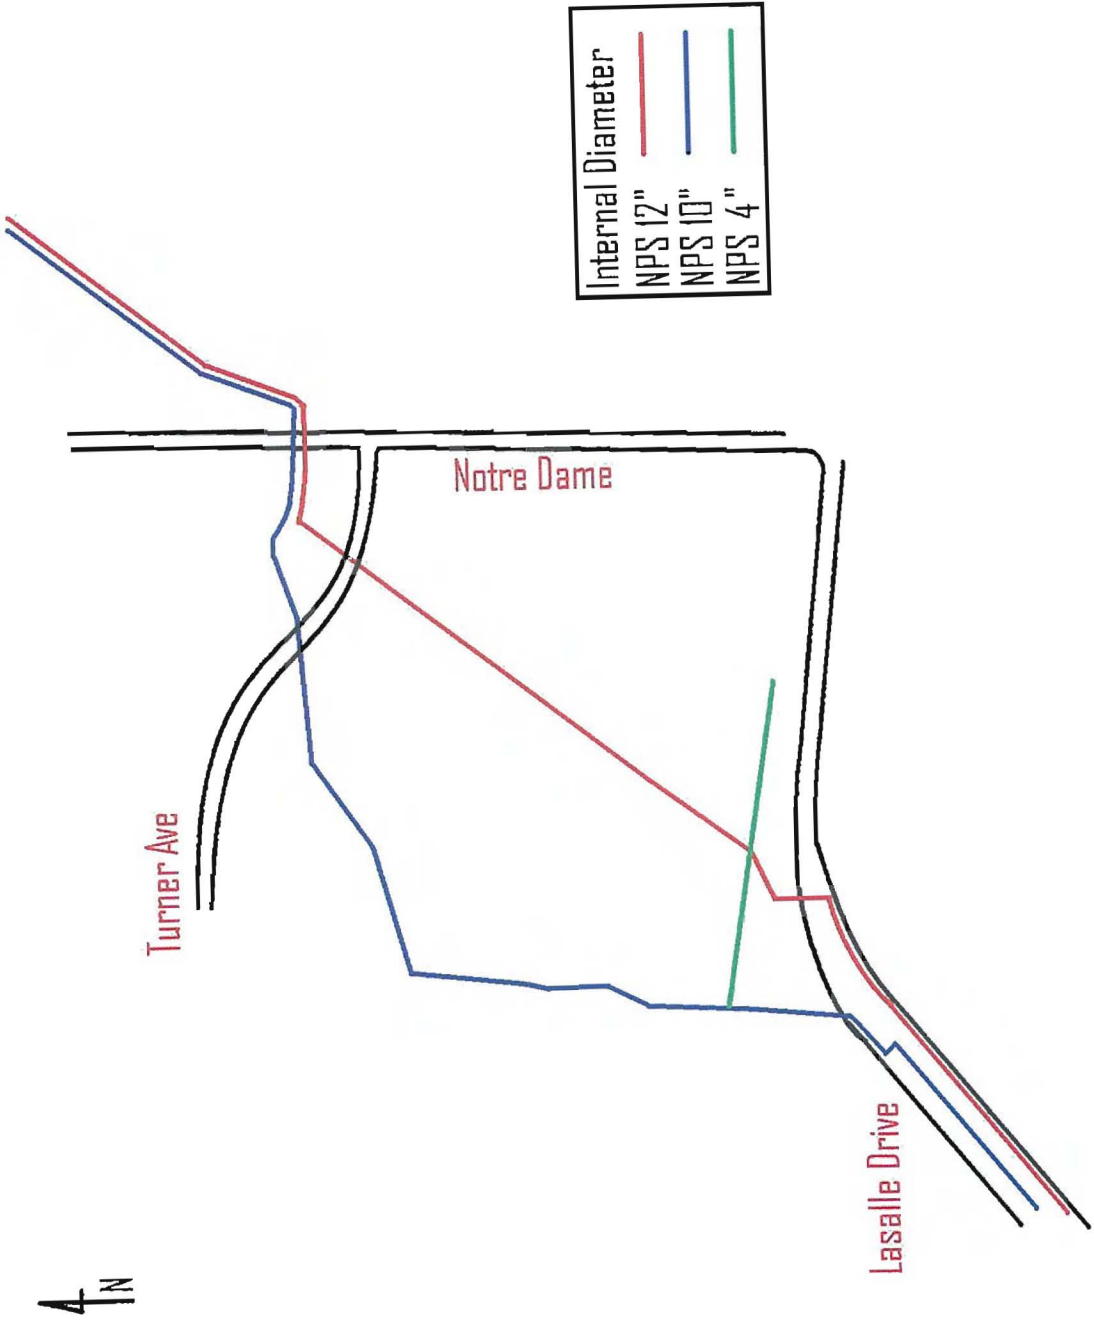 Internal Diameter
NPS 12"
NPS 10"
NPS 4"
Notre Dame
Turner Ave
Lasalle Drive
N